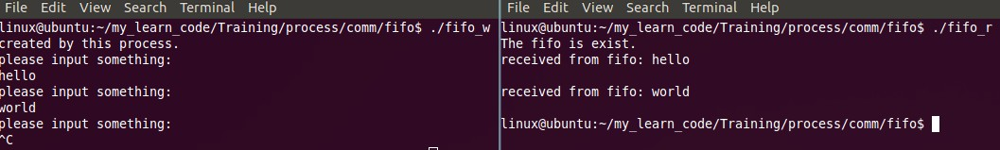 File Edit View Search Terminal Help
linux@ubuntu:~/my_learn_code/Training/process/comm/fifo$ ./fifo_w
created by this process.
please input something:
hello
please input something:
world
please input something:
^C
File Edit View Search Terminal Help
linux@ubuntu:~/my_learn_code/Training/process/comm/fifo$ ./fifo_r
The fifo is exist.
received from fifo: hello
received from fifo: world
linux@ubuntu:~/my_learn_code/Training/process/comm/fifo$